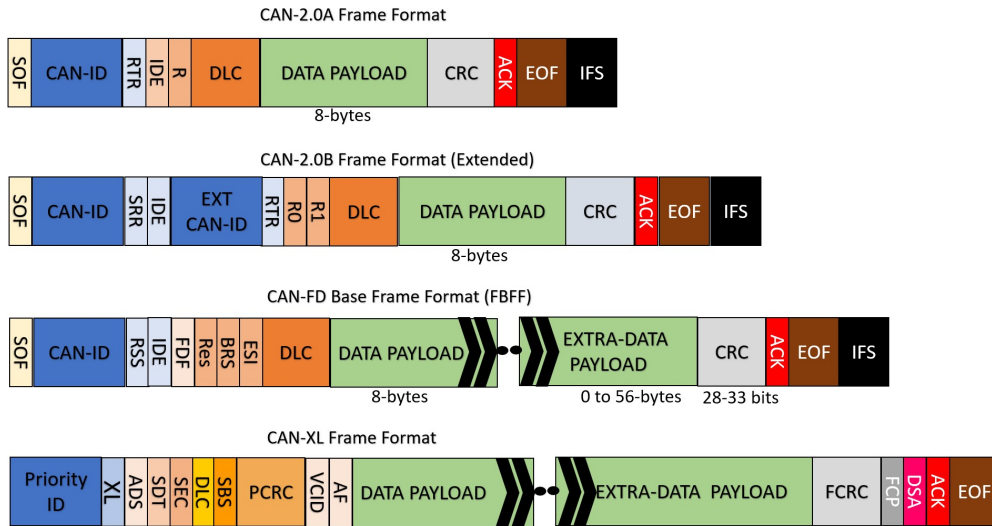 CAN-2.0A Frame Format
SOF CAN-ID RTR IDE R DLC DATA PAYLOAD CRC ACK EOF IFS
8-bytes
CAN-2.0B Frame Format (Extended)
SOF CAN-ID SRR IDE EXT CAN-ID RTR R0 R1 DLC DATA PAYLOAD CRC ACK EOF IFS
8-bytes
CAN-FD Base Frame Format (FBFF)
SOF CAN-ID RSS IDE FDF Res BRS ESI DLC DATA PAYLOAD EXTRA-DATA PAYLOAD CRC ACK EOF IFS
8-bytes 0 to 56-bytes 28-33 bits
CAN-XL Frame Format
Priority ID XL ADS SDT SEC DLC SBS PCRC VCID AF DATA PAYLOAD EXTRA-DATA PAYLOAD FCRC FCP DSA ACK EOF